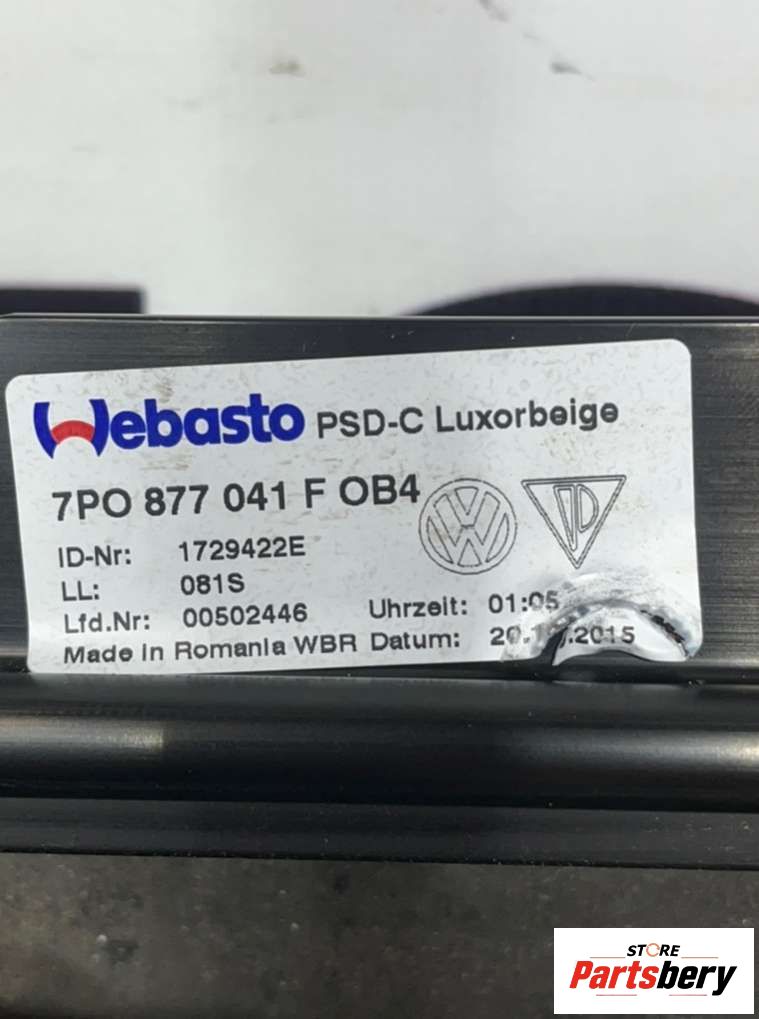 Webasto PSD-C Luxorbeige
7PO 877 041 F OB4
ID-Nr: 1729422E
LL: 081S
Lfd.Nr: 00502446 Uhrzeit: 01:05
Made in Romania WBR Datum: .2015
STORE
Partsbery